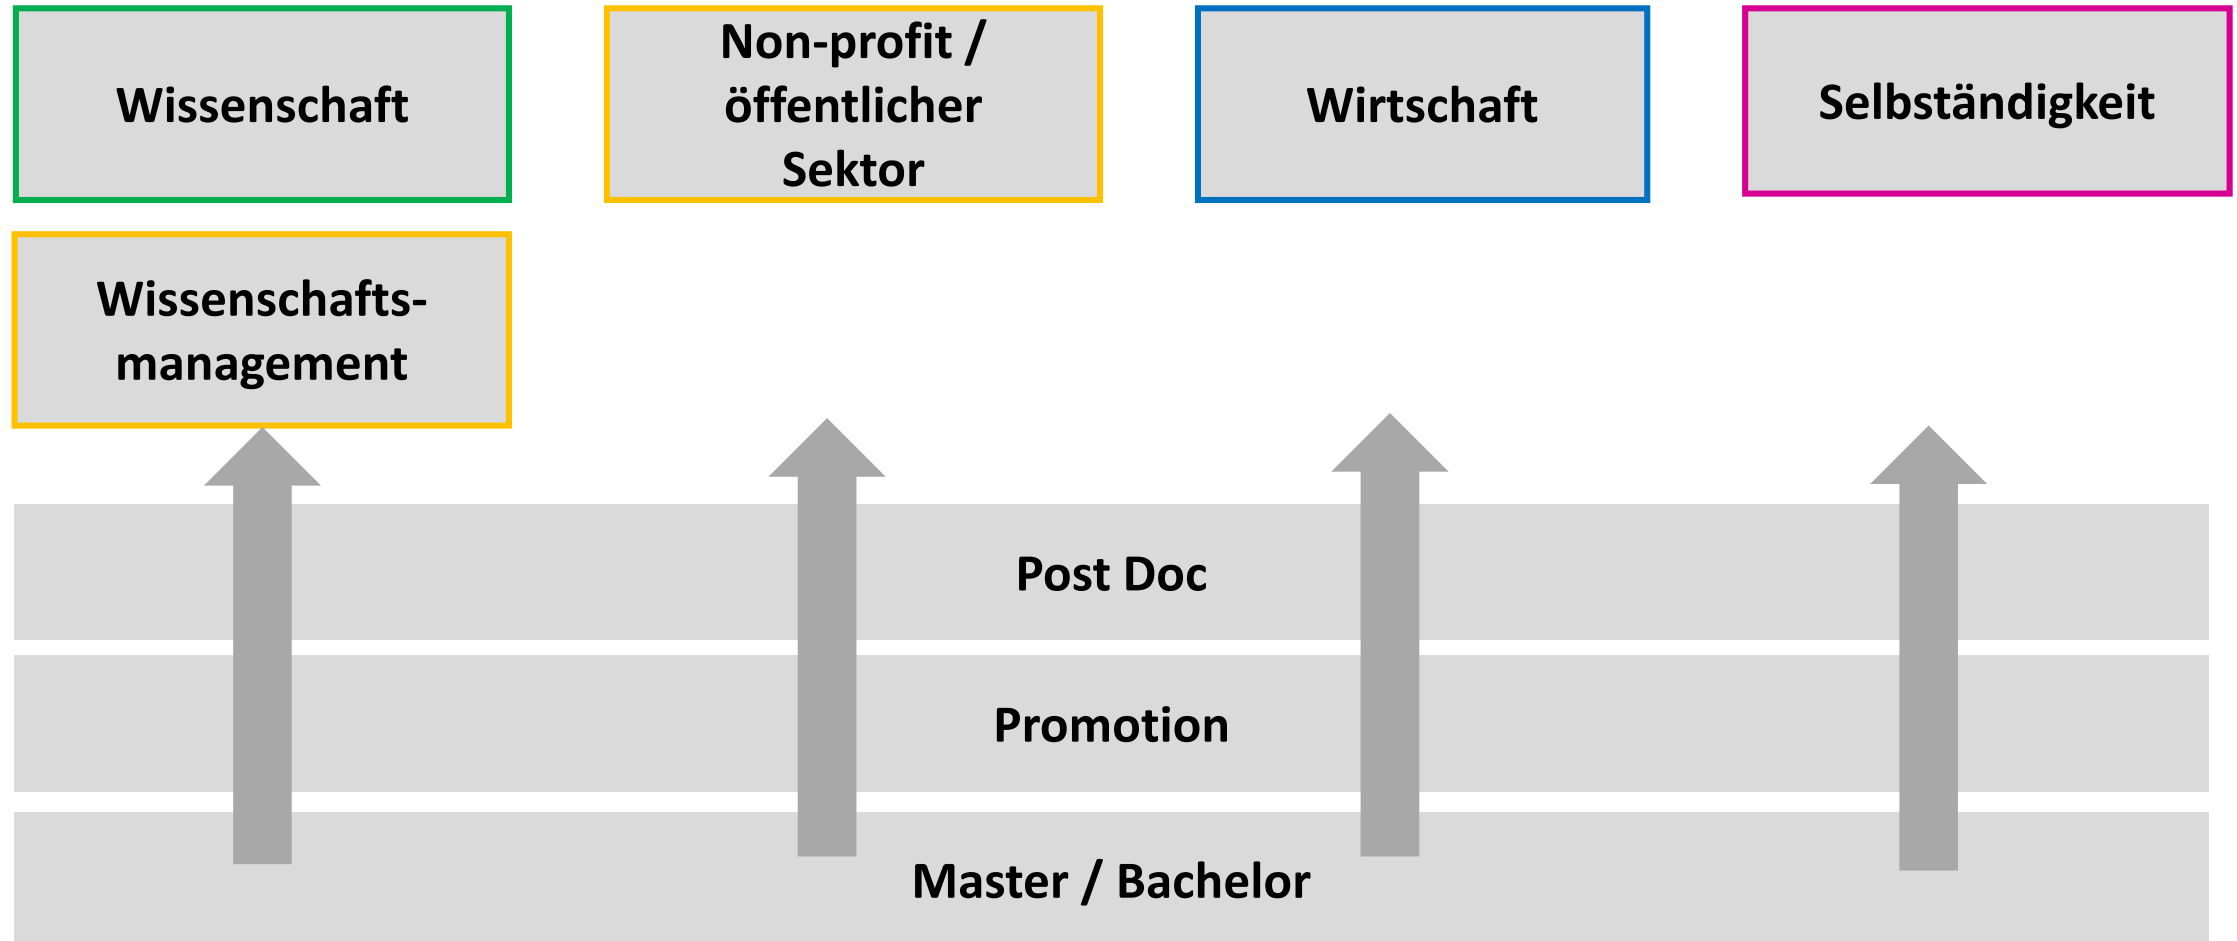 Wissenschaft
Non-profit /
öffentlicher
Sektor
Wirtschaft
Selbständigkeit
Wissenschafts-
management
Post Doc
Promotion
Master / Bachelor